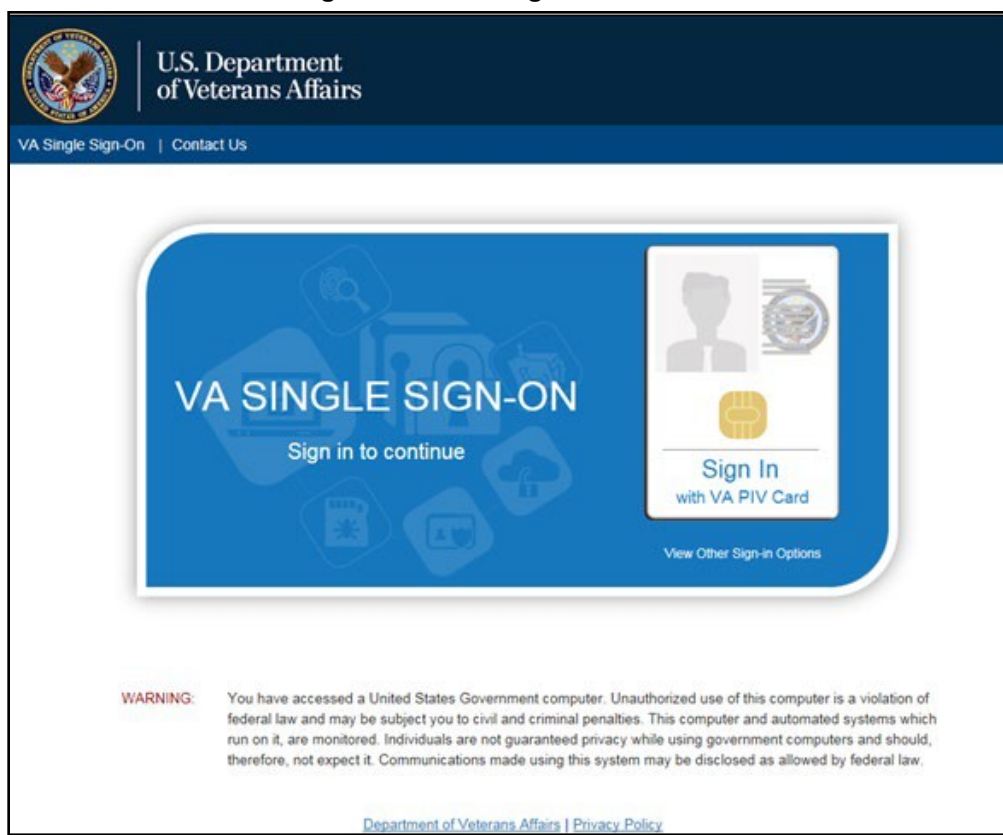 U.S. Department
of Veterans Affairs
VA Single Sign-On | Contact Us
VA SINGLE SIGN-ON
Sign in to continue
Sign In
with VA PIV Card
View Other Sign-in Options
WARNING: You have accessed a United States Government computer. Unauthorized use of this computer is a violation of
federal law and may be subject you to civil and criminal penalties. This computer and automated systems which
run on it, are monitored. Individuals are not guaranteed privacy while using government computers and should,
therefore, not expect it. Communications made using this system may be disclosed as allowed by federal law.
Department of Veterans Affairs | Privacy Policy